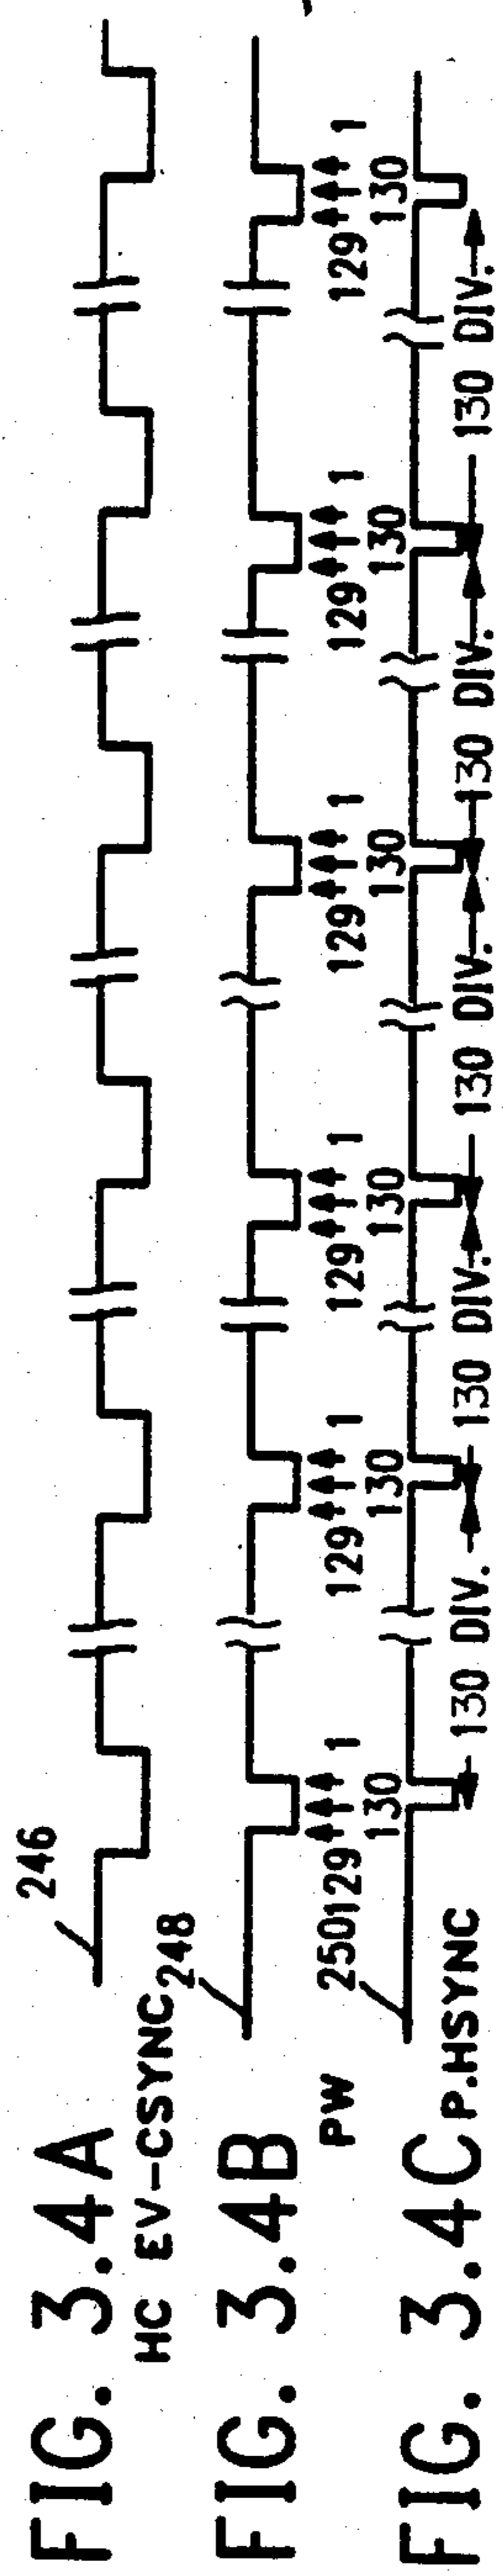 FIG. 3.4A
246
HC EV-CSYNC
FIG. 3.4B
248
129 1 129 1 129 1 129 1 129 1 129 1
130 130 130 130 130 130
PW
FIG. 3.4C
250
P.HSYNC
130 DIV. 130 DIV. 130 DIV. 130 DIV. 130 DIV.